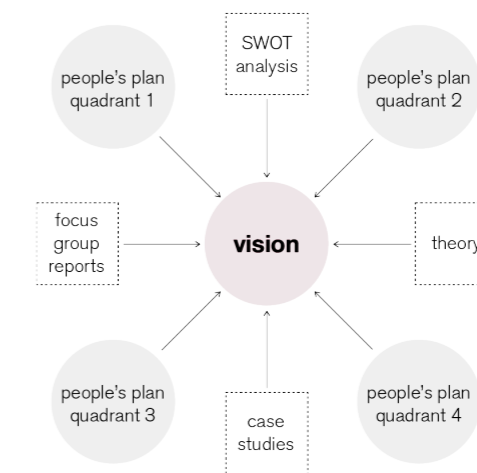 SWOT
analysis
people's plan
quadrant 1
people's plan
quadrant 2
focus
group
reports
vision
theory
people's plan
quadrant 3
people's plan
quadrant 4
case
studies